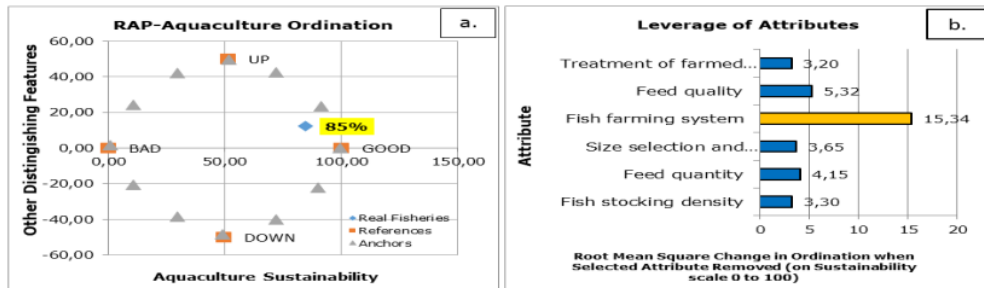 RAP-Aquaculture Ordination
a.
Other Distingishing Features
60,00
40,00
20,00
0,00
-20,00
-40,00
-60,00
UP
85%
BAD
GOOD
0,00
50,00
100,00
150,00
DOWN
Real Fisheries
References
Anchors
Aquaculture Sustainability
Leverage of Attributes
b.
Attribute
Treatment of farmed...
3,20
Feed quality
5,32
Fish farming system
15,34
Size selection and...
3,65
Feed quantity
4,15
Fish stocking density
3,30
0
5
10
15
20
Root Mean Square Change in Ordination when
Selected Attribute Removed (on Sustainability
scale 0 to 100)